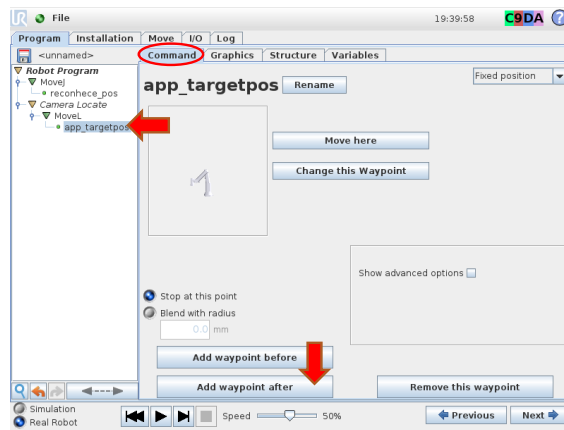 UR File 19:39:58 C9DA ?
Program Installation Move I/O Log
<unnamed> Command Graphics Structure Variables
Robot Program
MoveJ
reconhece_pos
Camera Locate
MoveL
app_targetpos
app_targetpos Rename Fixed position
Move here
Change this Waypoint
Show advanced options
Stop at this point
Blend with radius
0.0 mm
Add waypoint before
Add waypoint after Remove this waypoint
Simulation
Real Robot
Speed 50% Previous Next